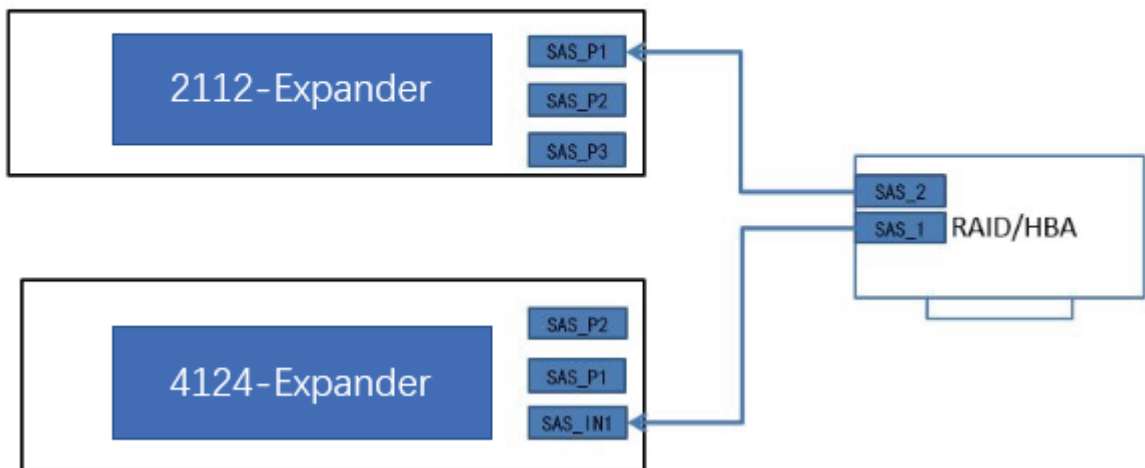 2112-Expander
SAS_P1
SAS_P2
SAS_P3
SAS_2
SAS_1
RAID/HBA
4124-Expander
SAS_P2
SAS_P1
SAS_IN1